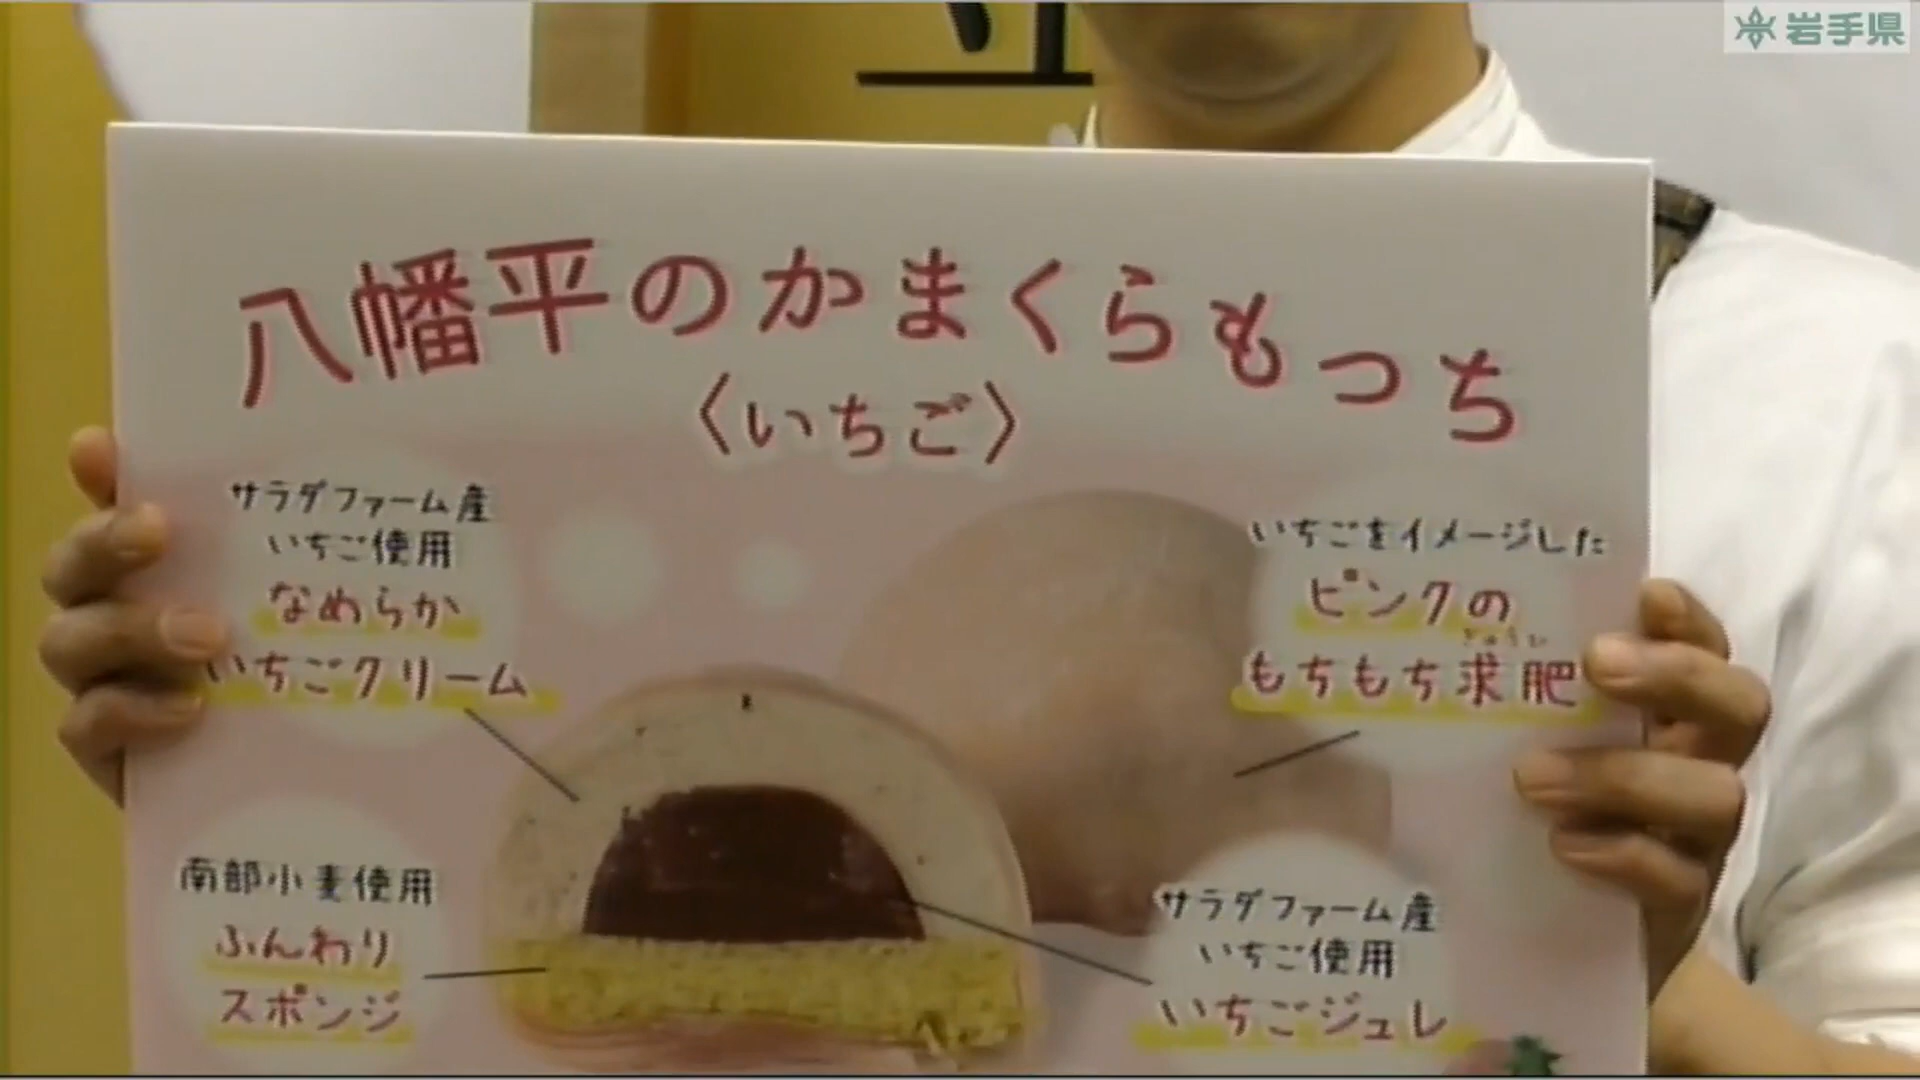 岩手県
八幡平のかまくらもっち
〈いちご〉
サラダファーム産
いちご使用
なめらか
いちごクリーム
いちごをイメージした
ピンクの
ぎゅうひ
もちもち求肥
南部小麦使用
ふんわり
スポンジ
サラダファーム産
いちご使用
いちごジュレ